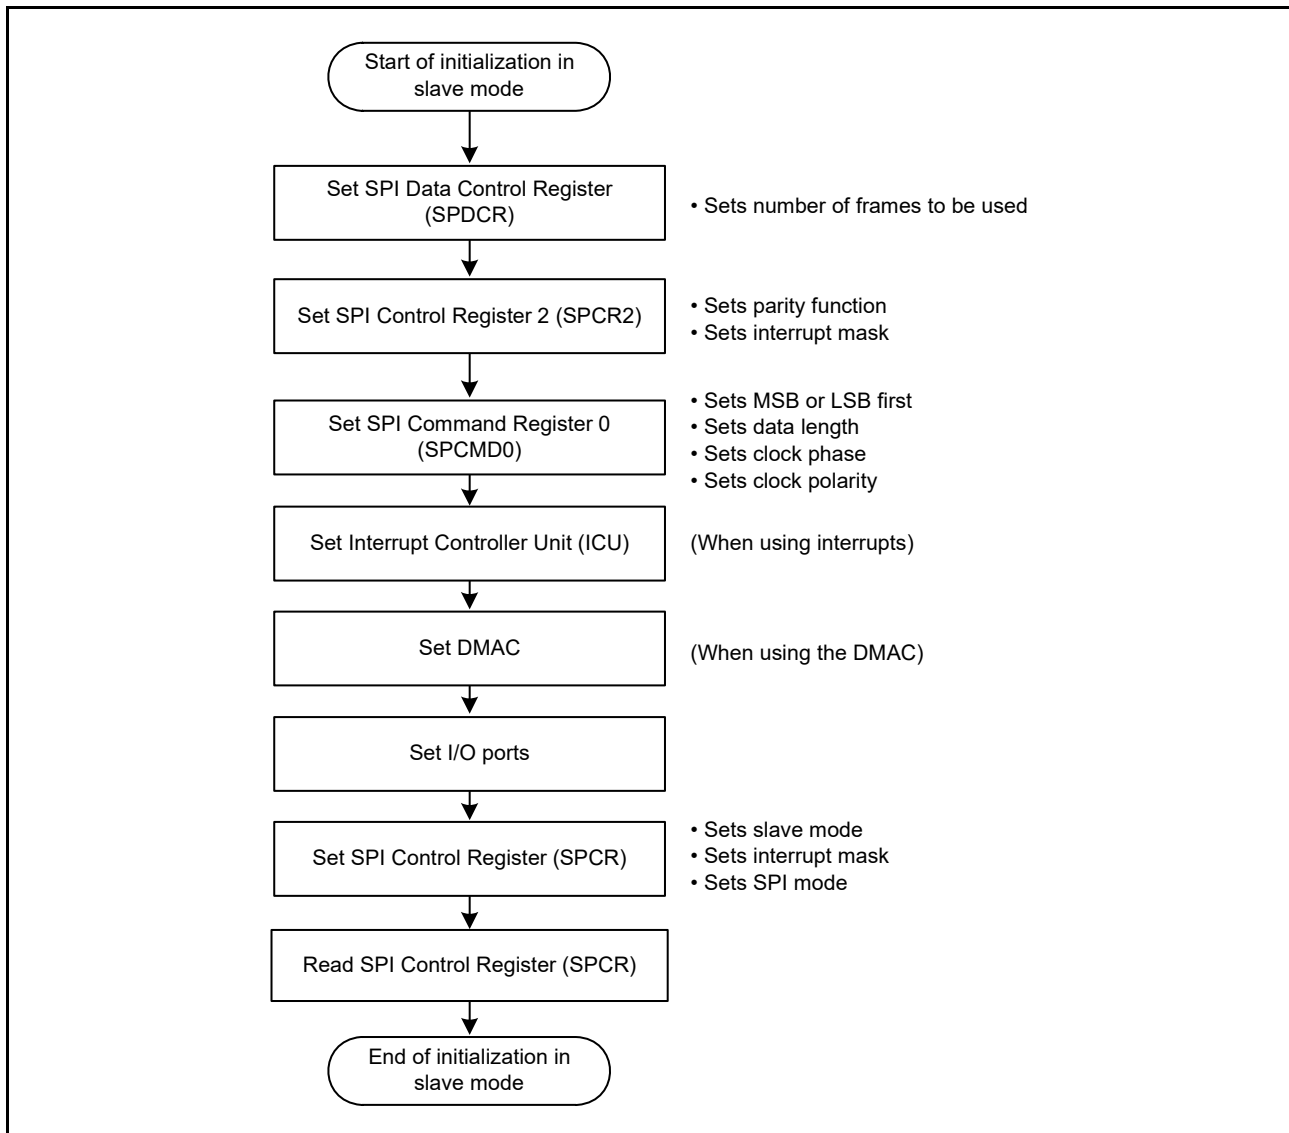 Start of initialization in
slave mode
Set SPI Data Control Register
(SPDCR)
• Sets number of frames to be used
Set SPI Control Register 2 (SPCR2)
• Sets parity function
• Sets interrupt mask
Set SPI Command Register 0
(SPCMD0)
• Sets MSB or LSB first
• Sets data length
• Sets clock phase
• Sets clock polarity
Set Interrupt Controller Unit (ICU)
(When using interrupts)
Set DMAC
(When using the DMAC)
Set I/O ports
Set SPI Control Register (SPCR)
• Sets slave mode
• Sets interrupt mask
• Sets SPI mode
Read SPI Control Register (SPCR)
End of initialization in
slave mode